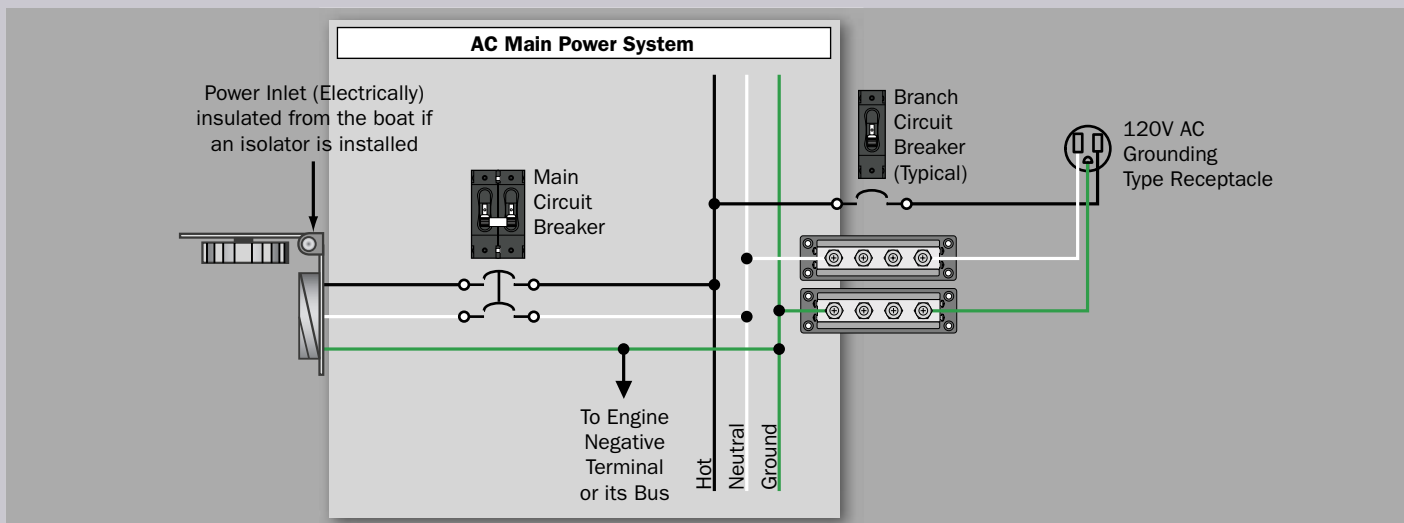 AC Main Power System
Power Inlet (Electrically)
insulated from the boat if
an isolator is installed
Main
Circuit
Breaker
Branch
Circuit
Breaker
(Typical)
120V AC
Grounding
Type Receptacle
To Engine
Negative
Terminal
or its Bus
Hot
Neutral
Ground